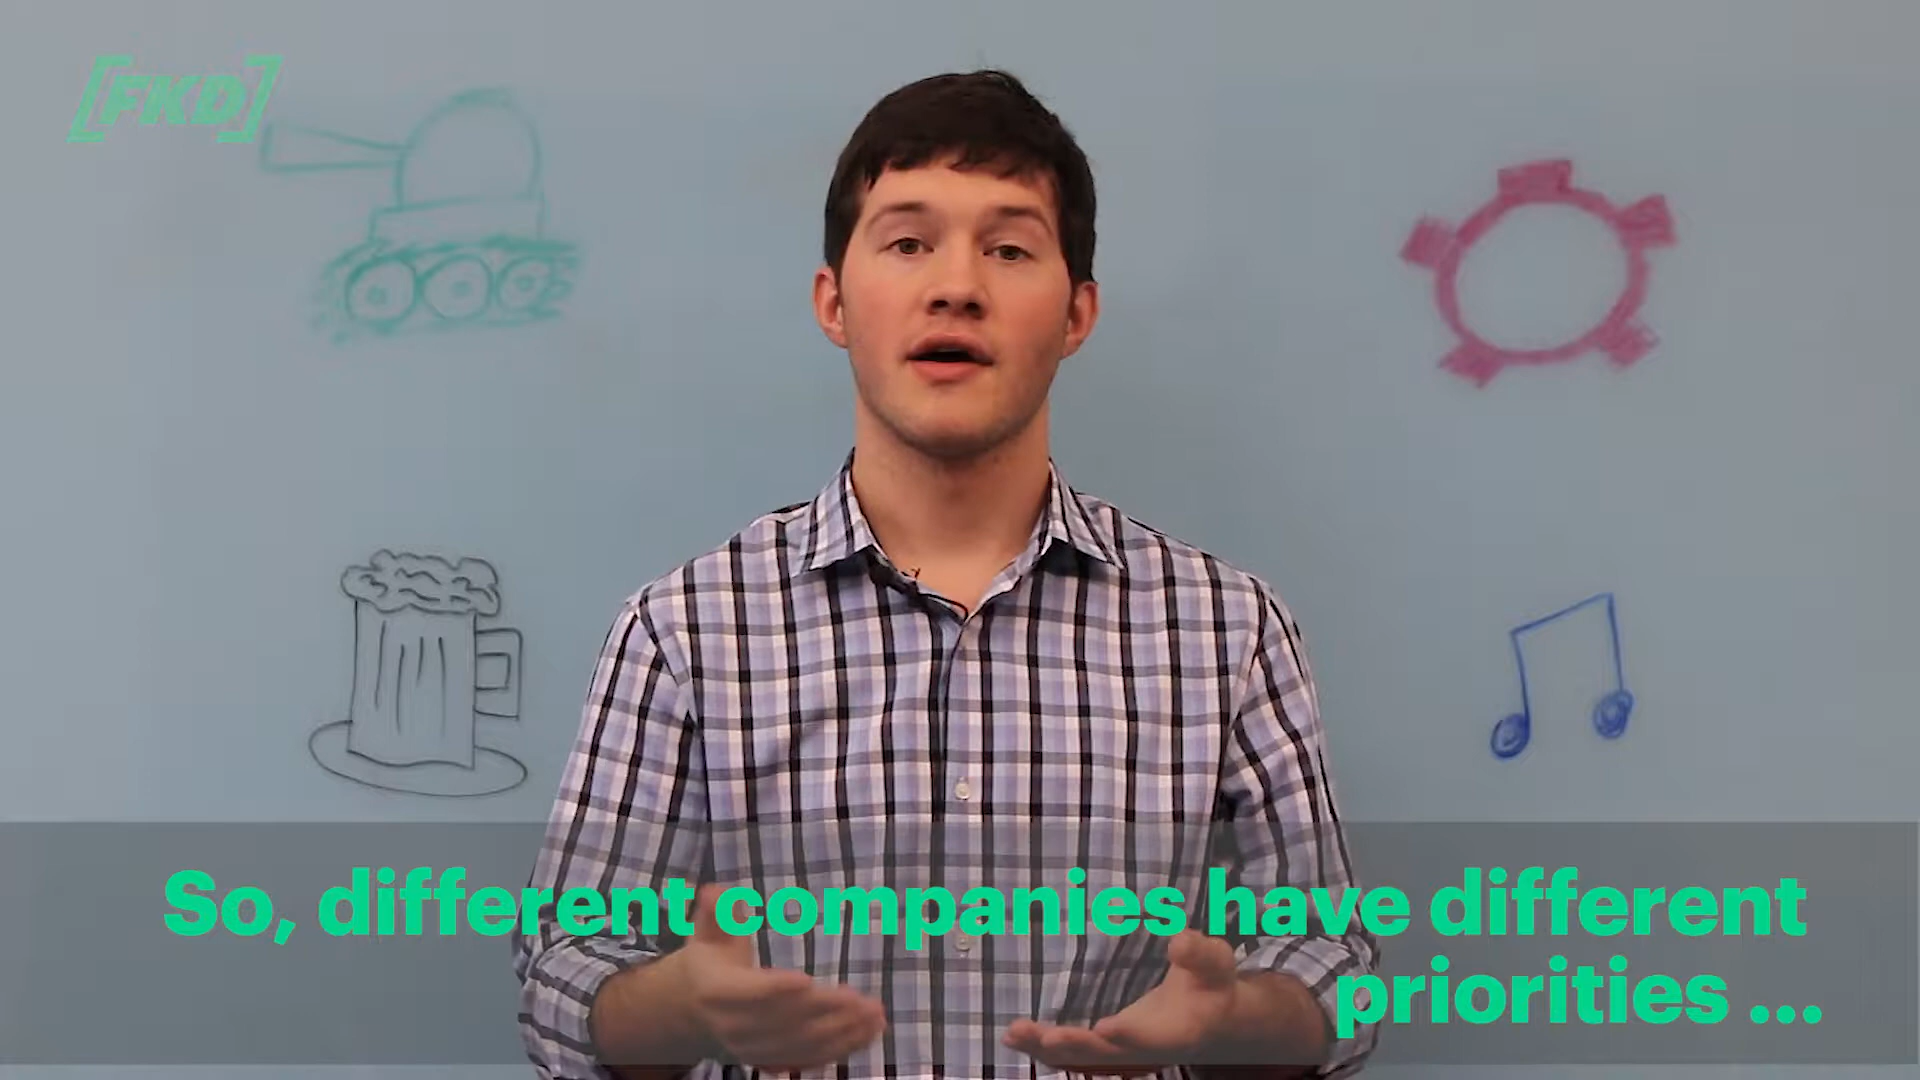 [FKD]
So, different companies have different
priorities ...